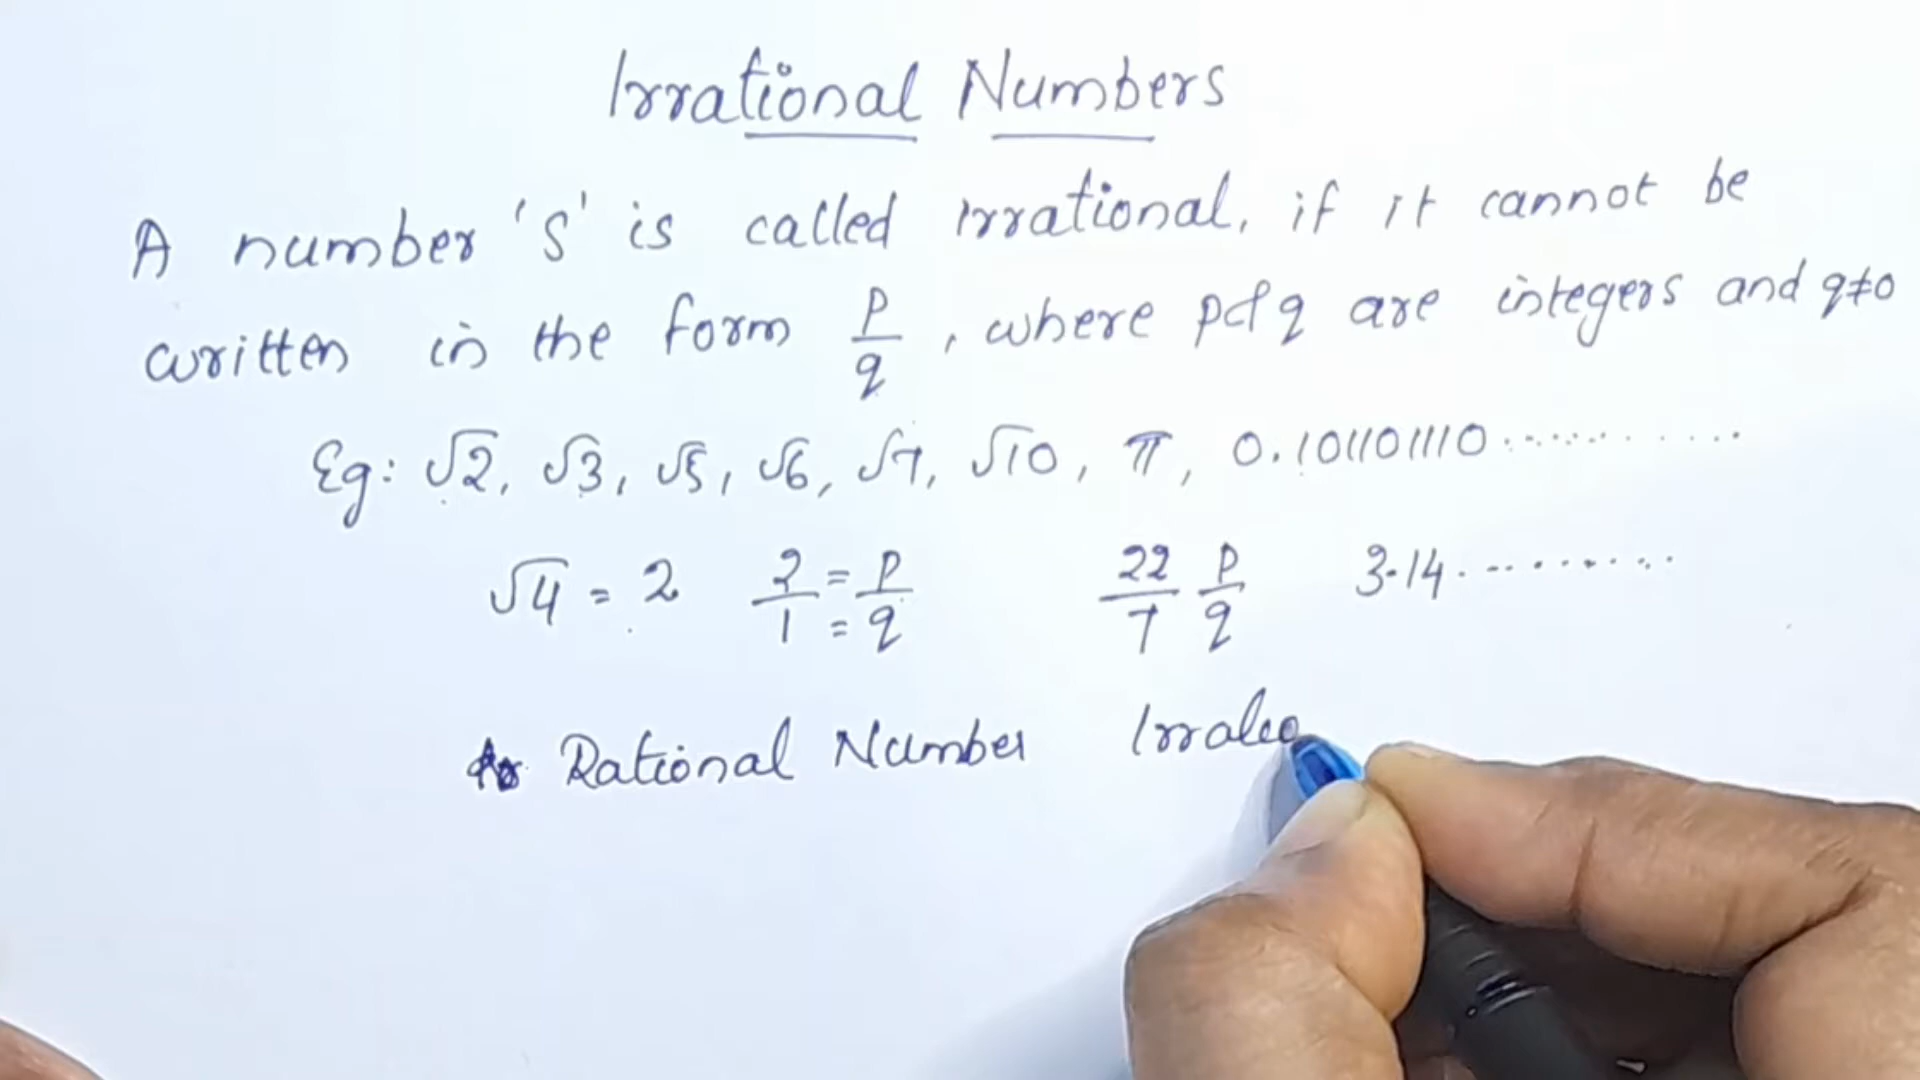 Irrational Numbers
A number 's' is called irrational, if it cannot be
written in the form p/q, where p & q are integers and q≠0
Eg: √2, √3, √5, √6, √7, √10, π, 0.101101110...........
√4 = 2 2/1 = p/q 22/7 p/q 3.14.........
Rational Number